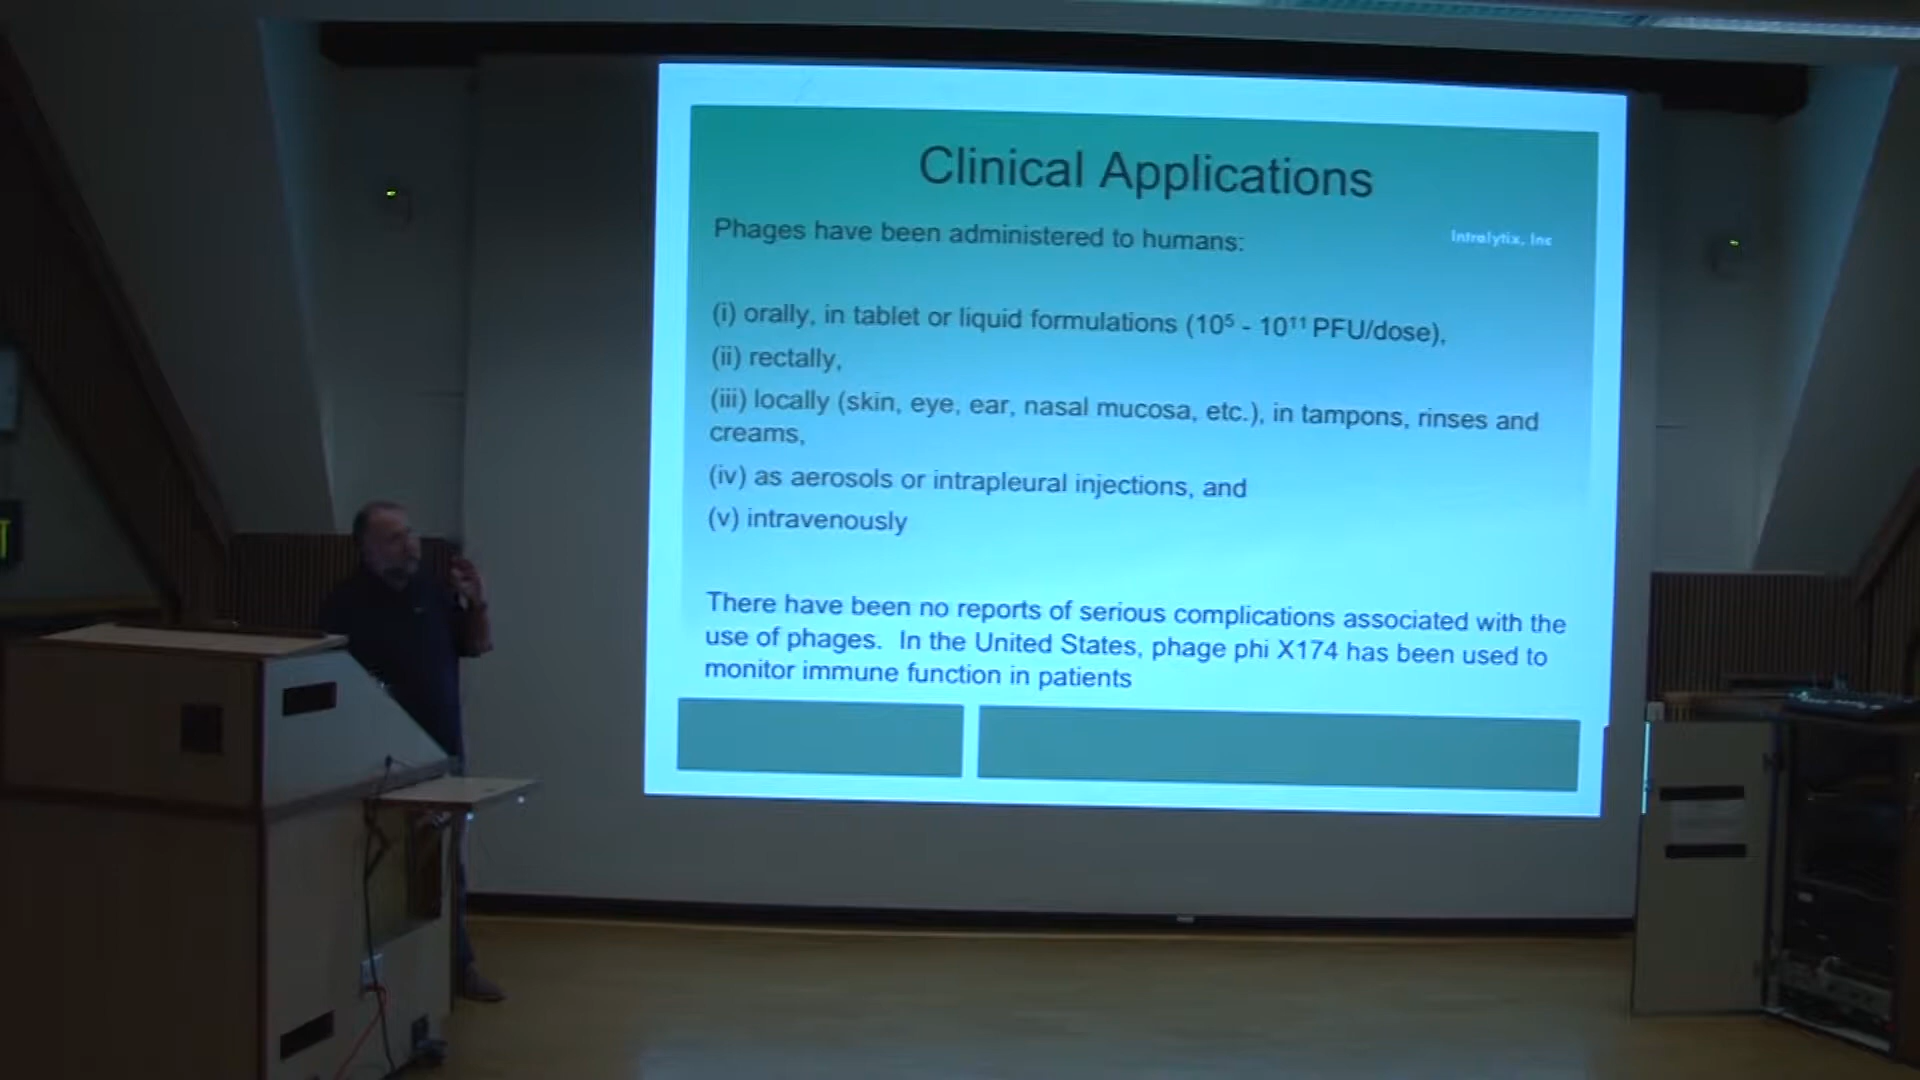 Clinical Applications
Phages have been administered to humans:
Intralytix, Inc
(i) orally, in tablet or liquid formulations (10⁵ - 10¹¹ PFU/dose),
(ii) rectally,
(iii) locally (skin, eye, ear, nasal mucosa, etc.), in tampons, rinses and
creams,
(iv) as aerosols or intrapleural injections, and
(v) intravenously
There have been no reports of serious complications associated with the
use of phages. In the United States, phage phi X174 has been used to
monitor immune function in patients